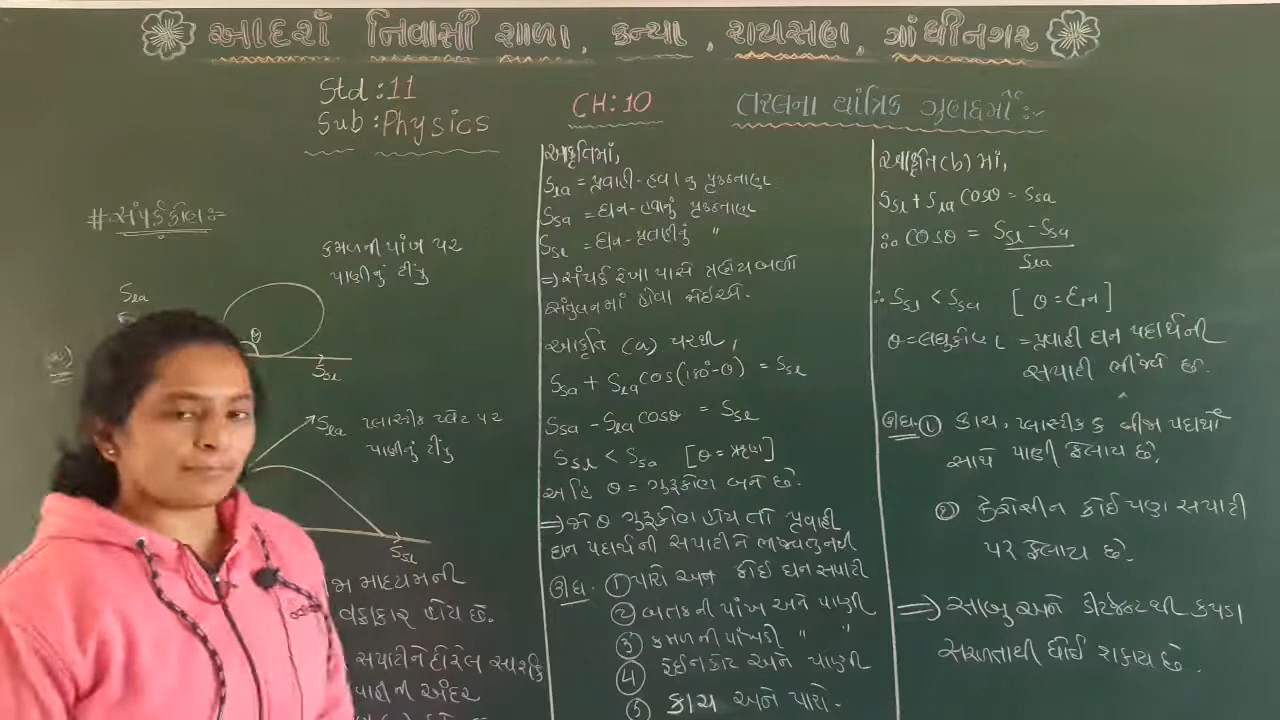 આદર્શ નિવાસી શાળા, કન્યા, રાયસણ, ગાંધીનગર
Std : 11
Sub : Physics
CH : 10
તરલના યાંત્રિક ગુણધર્મો :-
# સંપર્કકોણ :-
કમળની પાંખ પર
પાણીનું ટીંપુ
Sla
θ
(a)
Ssl
Sla
પ્લાસ્ટીક પ્લેટ પર
પાણીનું ટીંપુ
Ssl
માધ્યમની
વક્રાકાર હોય છે.
સપાટીને દોરેલ સ્પર્શક
ની અંદર
આકૃતિમાં,
Sla = પ્રવાહી-હવાનું પૃષ્ઠતાણ
Ssa = ઘન-હવાનું પૃષ્ઠતાણ
Ssl = ઘન-પ્રવાહીનું "
⇒ સંપર્ક રેખા પાસે ત્રણેય બળો
સંતુલનમાં હોવા જોઈએ.
આકૃતિ (a) પરથી,
Ssa + Sla cos(180°-θ) = Ssl
Ssa - Sla cosθ = Ssl
Ssl < Ssa [θ = ઋણ]
અહિ θ = ગુરૂકોણ બને છે.
⇒ જો θ ગુરૂકોણ હોય તો પ્રવાહી
ઘન પદાર્થની સપાટીને ભીંજવતું નથી
ઉદા. ① પારો અને કોઈ ઘન સપાટી
② બતકની પાંખ અને પાણી
③ કમળની પાંખડી " "
④ રેઈનકોટ અને પાણી
⑤ કાચ અને પારો.
આકૃતિ (b) માં,
Ssl + Sla cosθ = Ssa
∴ cosθ = Ssl - Ssa / Sla
∴ Ssl < Ssa [θ = ધન]
θ = લઘુકોણ = પ્રવાહી ઘન પદાર્થની
સપાટી ભીંજવે છે.
ઉદા. ① કાચ, પ્લાસ્ટીક કે બીજા પદાર્થો
સાથે પાણી ફેલાય છે.
② કેરોસીન કોઈ પણ સપાટી
પર ફેલાય છે.
⇒ સાબુ અને ડીટર્જન્ટથી કપડા
સરળતાથી ધોઈ શકાય છે.